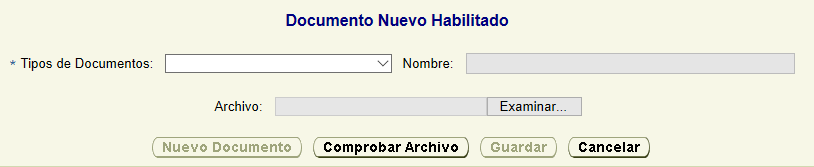 Documento Nuevo Habilitado
* Tipos de Documentos: Nombre:
Archivo: Examinar...
Nuevo Documento Comprobar Archivo Guardar Cancelar